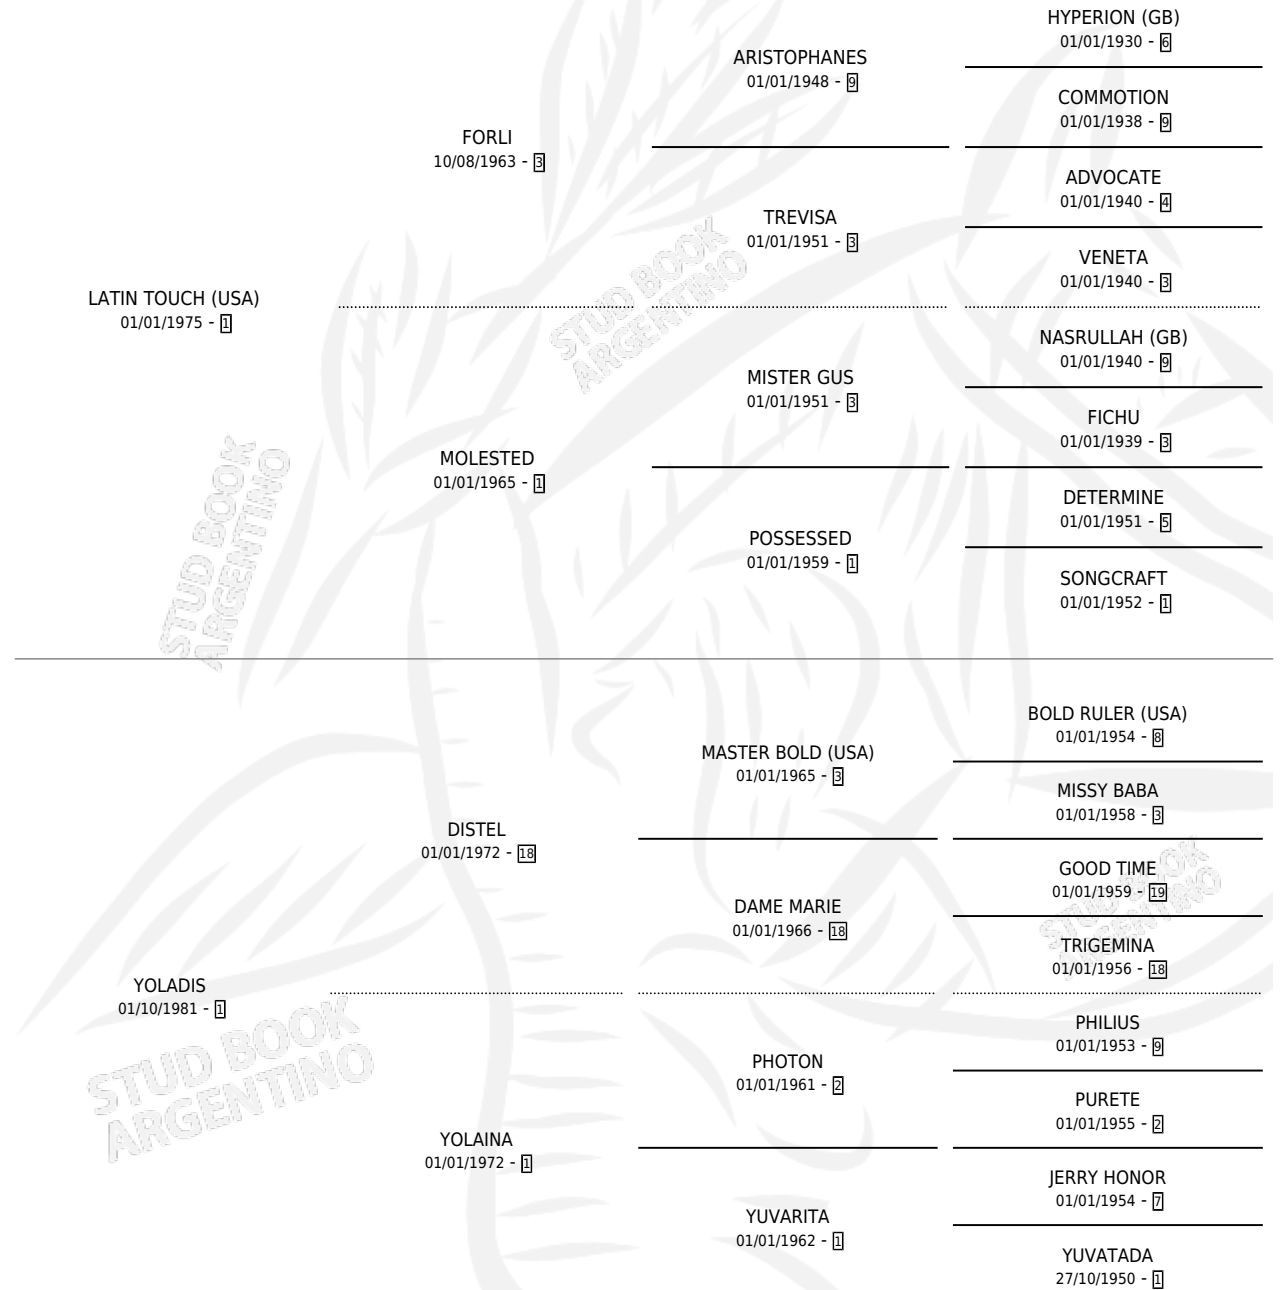 HYPERION (GB)
01/01/1930 - 6
ARISTOPHANES
01/01/1948 - 9
COMMOTION
01/01/1938 - 9
FORLI
10/08/1963 - 3
ADVOCATE
01/01/1940 - 4
TREVISA
01/01/1951 - 3
VENETA
01/01/1940 - 3
LATIN TOUCH (USA)
01/01/1975 - 1
NASRULLAH (GB)
01/01/1940 - 9
MISTER GUS
01/01/1951 - 3
FICHU
01/01/1939 - 3
MOLESTED
01/01/1965 - 1
DETERMINE
01/01/1951 - 5
POSSESSED
01/01/1959 - 1
SONGCRAFT
01/01/1952 - 1
STUD BOOK
ARGENTINO
STUD BOOK
ARGENTINO
BOLD RULER (USA)
01/01/1954 - 8
MASTER BOLD (USA)
01/01/1965 - 3
MISSY BABA
01/01/1958 - 3
DISTEL
01/01/1972 - 18
GOOD TIME
01/01/1959 - 19
DAME MARIE
01/01/1966 - 18
TRIGEMINA
01/01/1956 - 18
STUD BOOK
ARGENTINO
YOLADIS
01/10/1981 - 1
PHILIUS
01/01/1953 - 9
PHOTON
01/01/1961 - 2
PURETE
01/01/1955 - 2
YOLAINA
01/01/1972 - 1
JERRY HONOR
01/01/1954 - 7
YUVARITA
01/01/1962 - 1
YUVATADA
27/10/1950 - 1
STUD BOOK
ARGENTINO